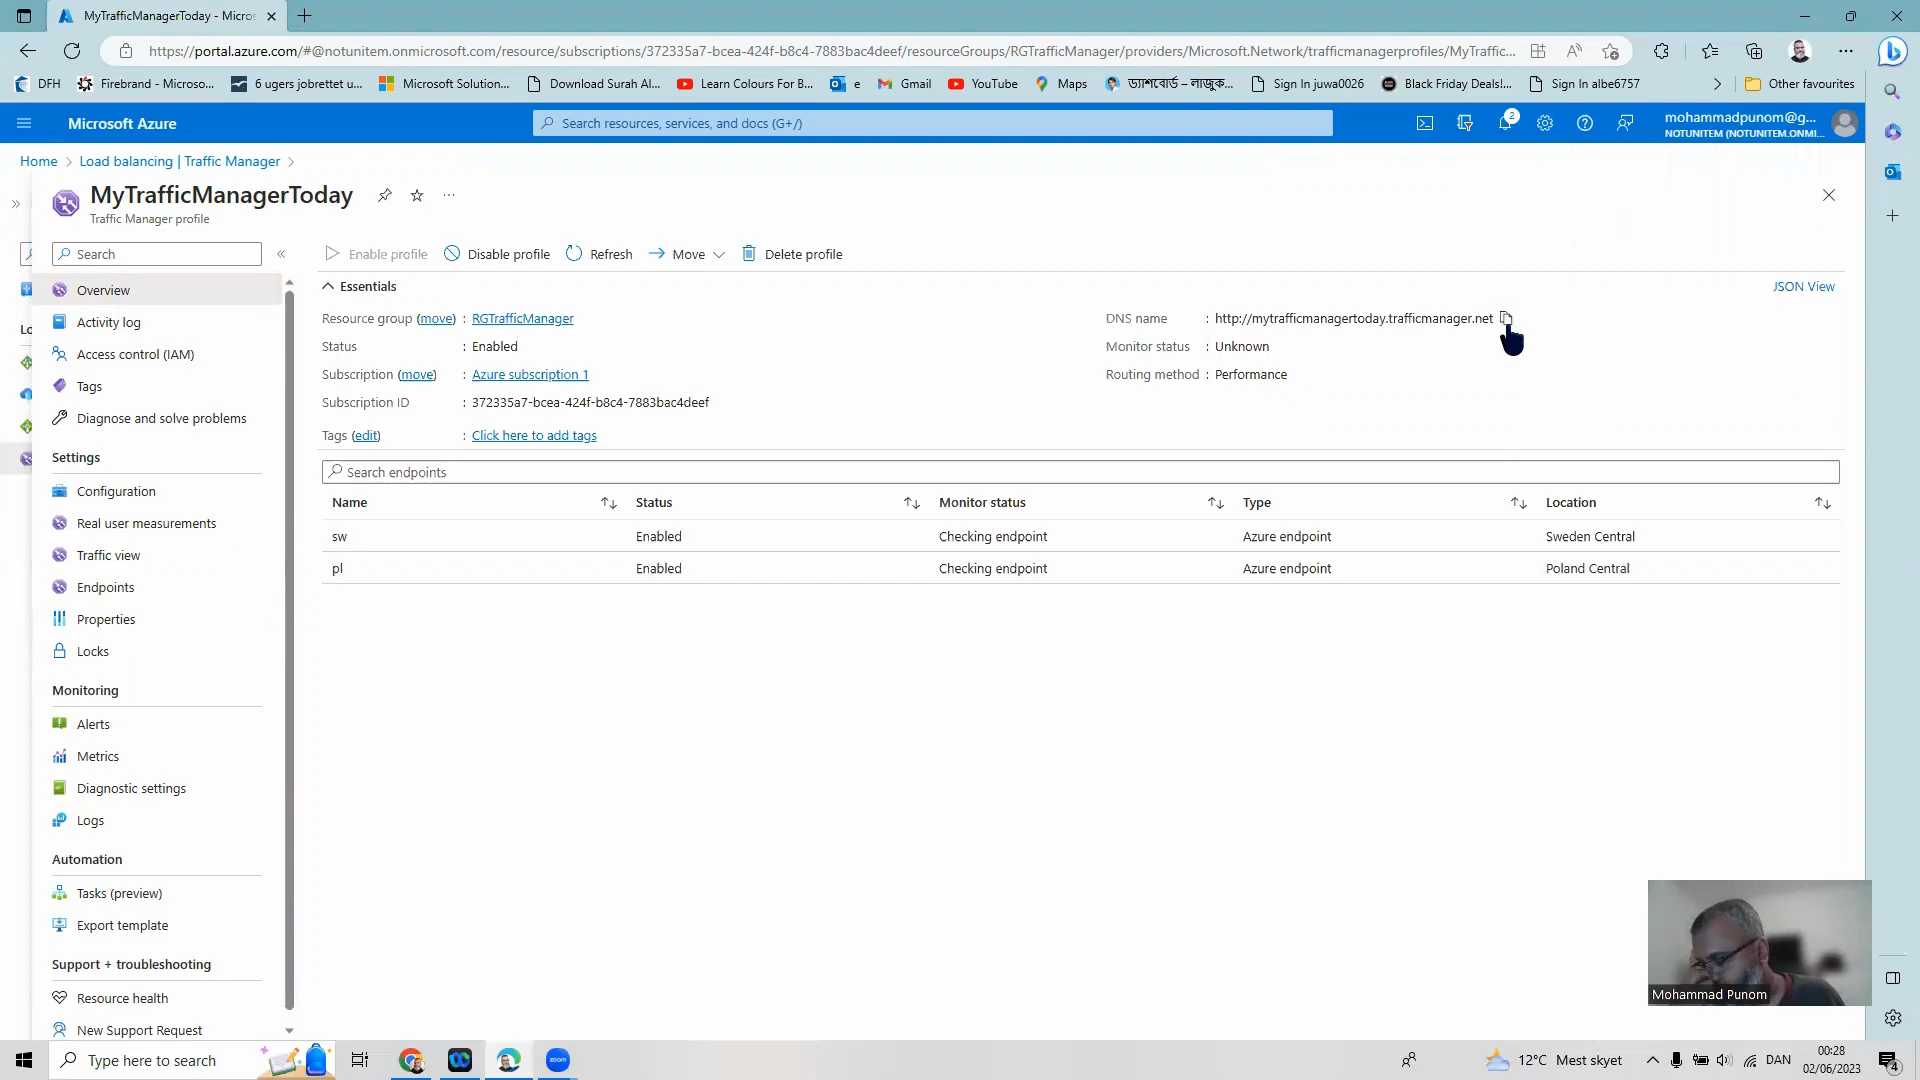 MyTrafficManagerToday - Micros
https://portal.azure.com/#@notunitem.onmicrosoft.com/resource/subscriptions/372335a7-bcea-424f-b8c4-7883bac4deef/resourceGroups/RGTrafficManager/providers/Microsoft.Network/trafficmanagerprofiles/MyTraffic...
DFH
Firebrand - Microso...
6 ugers jobrettet u...
Microsoft Solution...
Download Surah Al...
Learn Colours For B...
e
Gmail
YouTube
Maps
ড্যাশবোর্ড – লাজুক...
Sign In juwa0026
Black Friday Deals!...
Sign In albe6757
Other favourites
Microsoft Azure
Search resources, services, and docs (G+/)
2
mohammadpunom@g...
NOTUNITEM (NOTUNITEM.ONMI...
Home > Load balancing | Traffic Manager >
MyTrafficManagerToday
Traffic Manager profile
Search
Enable profile
Disable profile
Refresh
Move
Delete profile
Overview
Activity log
Access control (IAM)
Tags
Diagnose and solve problems
Settings
Configuration
Real user measurements
Traffic view
Endpoints
Properties
Locks
Monitoring
Alerts
Metrics
Diagnostic settings
Logs
Automation
Tasks (preview)
Export template
Support + troubleshooting
Resource health
New Support Request
Lo
Essentials
JSON View
Resource group (move) : RGTrafficManager
Status : Enabled
Subscription (move) : Azure subscription 1
Subscription ID : 372335a7-bcea-424f-b8c4-7883bac4deef
Tags (edit) : Click here to add tags
DNS name : http://mytrafficmanagertoday.trafficmanager.net
Monitor status : Unknown
Routing method : Performance
Search endpoints
Name Status Monitor status Type Location
sw Enabled Checking endpoint Azure endpoint Sweden Central
pl Enabled Checking endpoint Azure endpoint Poland Central
Mohammad Punom
Type here to search
zoom
12°C Mest skyet
DAN
00:28
02/06/2023
4